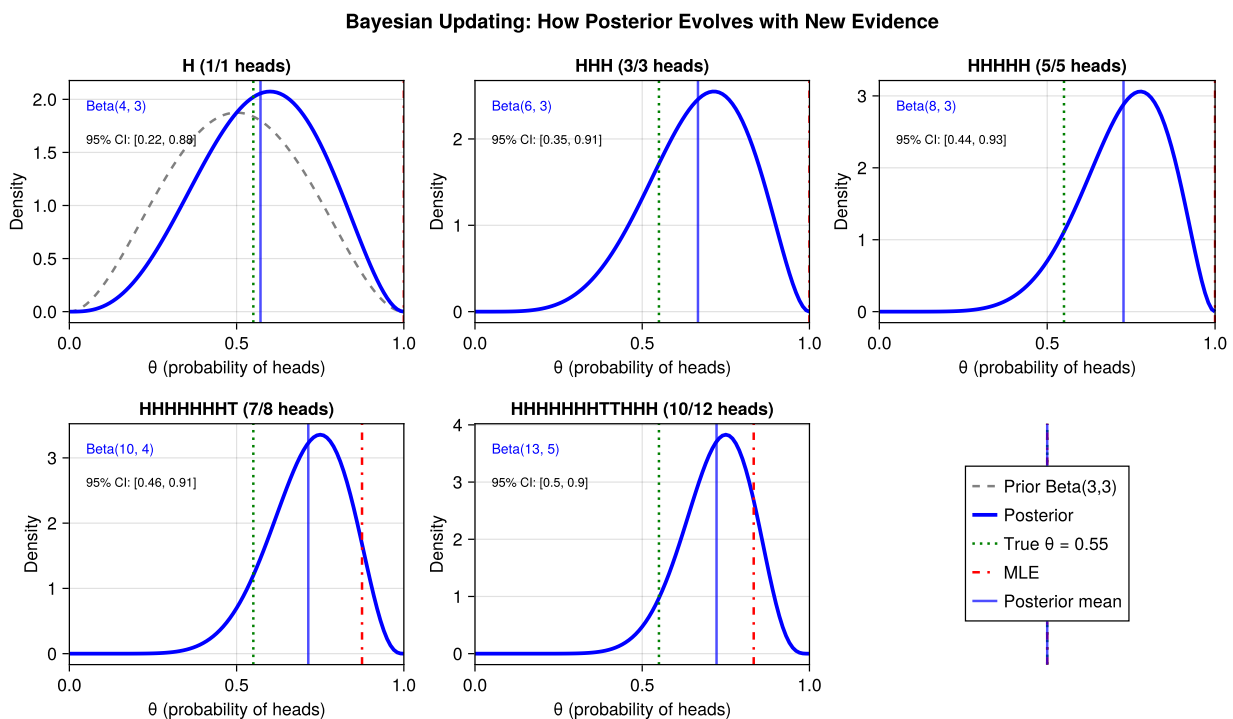 Bayesian Updating: How Posterior Evolves with New Evidence
H (1/1 heads)
Beta(4, 3)
95% CI: [0.22, 0.88]
Density
2.0
1.5
1.0
0.5
0.0
0.0 0.5 1.0
θ (probability of heads)
HHH (3/3 heads)
Beta(6, 3)
95% CI: [0.35, 0.91]
Density
2
1
0
0.0 0.5 1.0
θ (probability of heads)
HHHHH (5/5 heads)
Beta(8, 3)
95% CI: [0.44, 0.93]
Density
3
2
1
0
0.0 0.5 1.0
θ (probability of heads)
HHHHHHHT (7/8 heads)
Beta(10, 4)
95% CI: [0.46, 0.91]
Density
3
2
1
0
0.0 0.5 1.0
θ (probability of heads)
HHHHHHHTTHHH (10/12 heads)
Beta(13, 5)
95% CI: [0.5, 0.9]
Density
4
3
2
1
0
0.0 0.5 1.0
θ (probability of heads)
Prior Beta(3,3)
Posterior
True θ = 0.55
MLE
Posterior mean